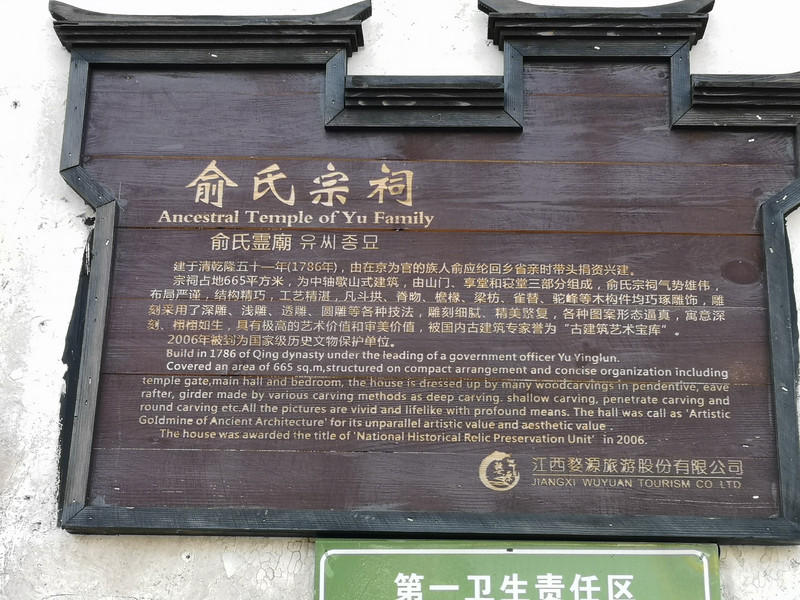 俞氏宗祠
Ancestral Temple of Yu Family
俞氏霊廟 유씨종묘
建于清乾隆五十一年(1786年)，由在京为官的族人俞应纶回乡省亲时带头捐资兴建。
宗祠占地665平方米，为中轴歇山式建筑，由山门、享堂和寝堂三部分组成，俞氏宗祠气势雄伟，
布局严谨，结构精巧，工艺精湛，凡斗拱、脊吻、檐椽、梁枋、雀替、驼峰等木构件均巧琢雕饰，雕
刻采用了深雕、浅雕、透雕、圆雕等各种技法，雕刻细腻、精美繁复，各种图案形态逼真，寓意深
刻、栩栩如生，具有极高的艺术价值和审美价值，被国内古建筑专家誉为“古建筑艺术宝库”。
2006年被列为国家级历史文物保护单位。
Build in 1786 of Qing dynasty under the leading of a government officer Yu Yinglun.
Covered an area of 665 sq.m,structured on compact arrangement and concise organization including
temple gate,main hall and bedroom, the house is dressed up by many woodcarvings in pendentive, eave
rafter, girder made by various carving methods as deep carving. shallow carving, penetrate carving and
round carving etc.All the pictures are vivid and lifelike with profound means. The hall was call as 'Artistic
Goldmine of Ancient Architecture' for its unparallel artistic value and aesthetic value .
The house was awarded the title of 'National Historical Relic Preservation Unit' in 2006.
江西婺源旅游股份有限公司
JIANGXI WUYUAN TOURISM CO LTD
第一卫生责任区